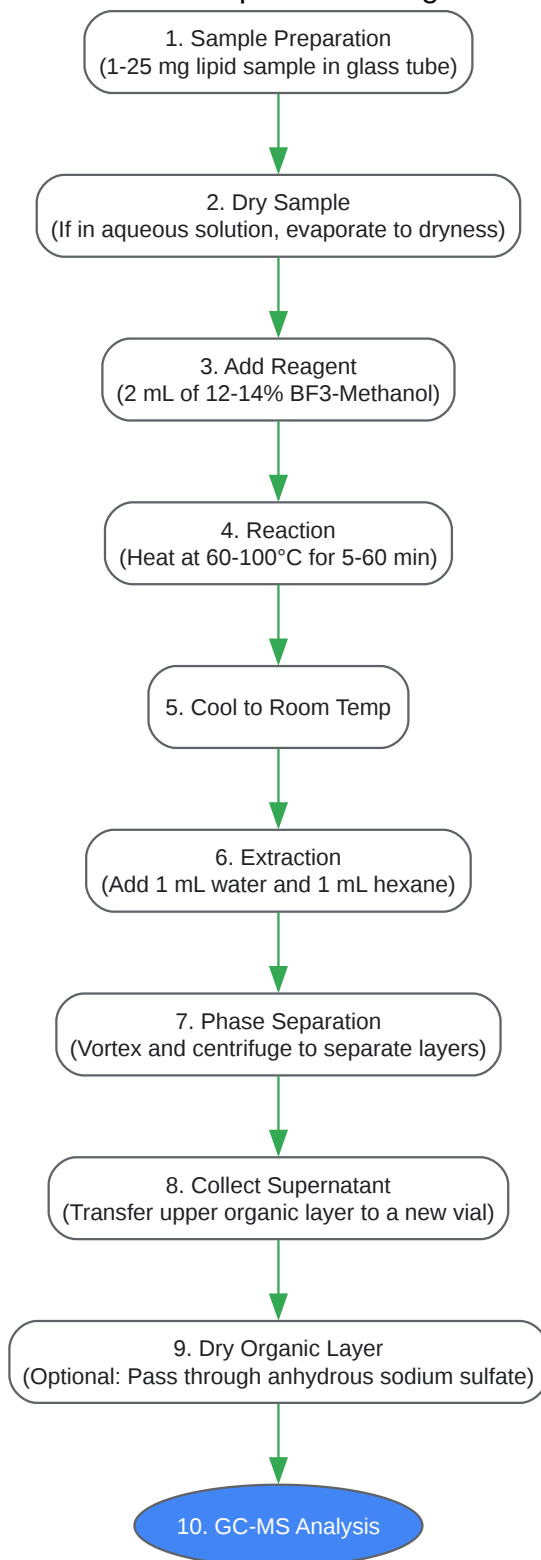 1. Sample Preparation
(1-25 mg lipid sample in glass tube)
2. Dry Sample
(If in aqueous solution, evaporate to dryness)
3. Add Reagent
(2 mL of 12-14% BF3-Methanol)
4. Reaction
(Heat at 60-100°C for 5-60 min)
5. Cool to Room Temp
6. Extraction
(Add 1 mL water and 1 mL hexane)
7. Phase Separation
(Vortex and centrifuge to separate layers)
8. Collect Supernatant
(Transfer upper organic layer to a new vial)
9. Dry Organic Layer
(Optional: Pass through anhydrous sodium sulfate)
10. GC-MS Analysis